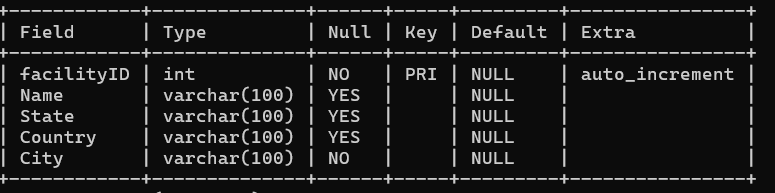 +------------+--------------+------+-----+---------+----------------+
| Field      | Type         | Null | Key | Default | Extra          |
+------------+--------------+------+-----+---------+----------------+
| facilityID | int          | NO   | PRI | NULL    | auto_increment |
| Name       | varchar(100) | YES  |     | NULL    |                |
| State      | varchar(100) | YES  |     | NULL    |                |
| Country    | varchar(100) | YES  |     | NULL    |                |
| City       | varchar(100) | NO   |     | NULL    |                |
+------------+--------------+------+-----+---------+----------------+